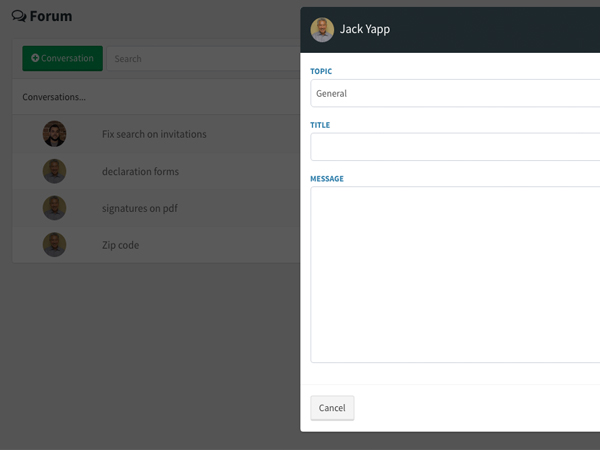 Forum
Conversation
Search
Conversations...
Fix search on invitations
declaration forms
signatures on pdf
Zip code
Jack Yapp
TOPIC
General
TITLE
MESSAGE
Cancel